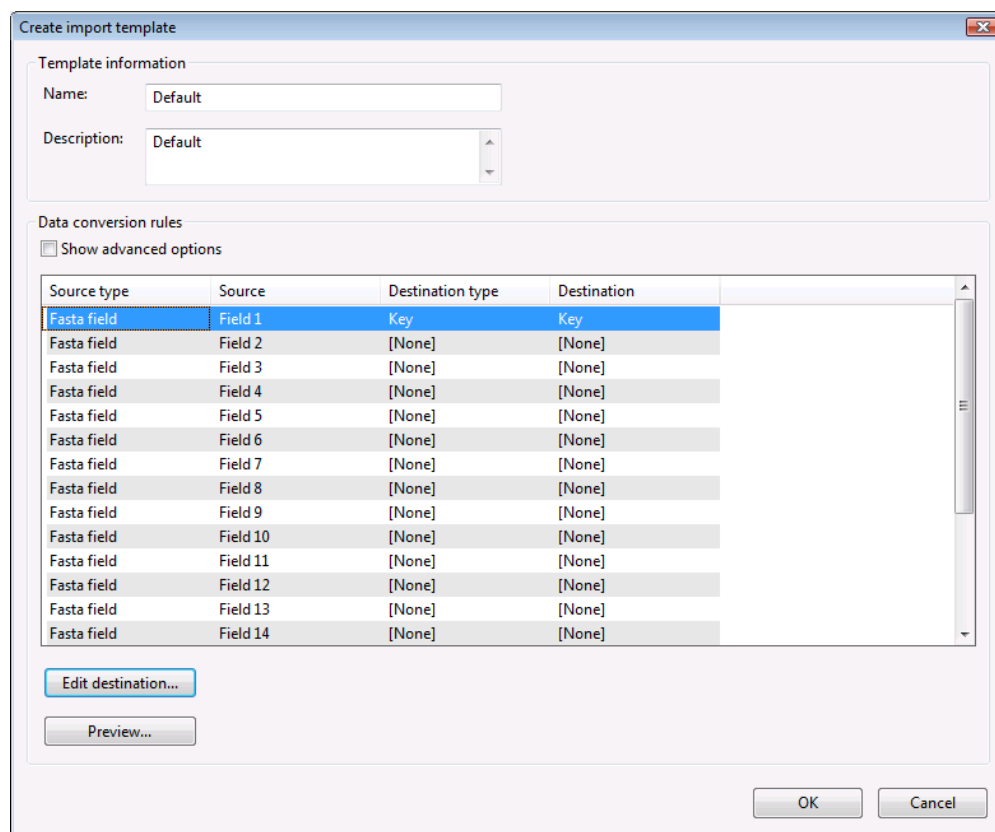 Create import template
Template information
Name: Default
Description: Default
Data conversion rules
Show advanced options
Source type Source Destination type Destination
Fasta field Field 1 Key Key
Fasta field Field 2 [None] [None]
Fasta field Field 3 [None] [None]
Fasta field Field 4 [None] [None]
Fasta field Field 5 [None] [None]
Fasta field Field 6 [None] [None]
Fasta field Field 7 [None] [None]
Fasta field Field 8 [None] [None]
Fasta field Field 9 [None] [None]
Fasta field Field 10 [None] [None]
Fasta field Field 11 [None] [None]
Fasta field Field 12 [None] [None]
Fasta field Field 13 [None] [None]
Fasta field Field 14 [None] [None]
Edit destination...
Preview...
OK Cancel